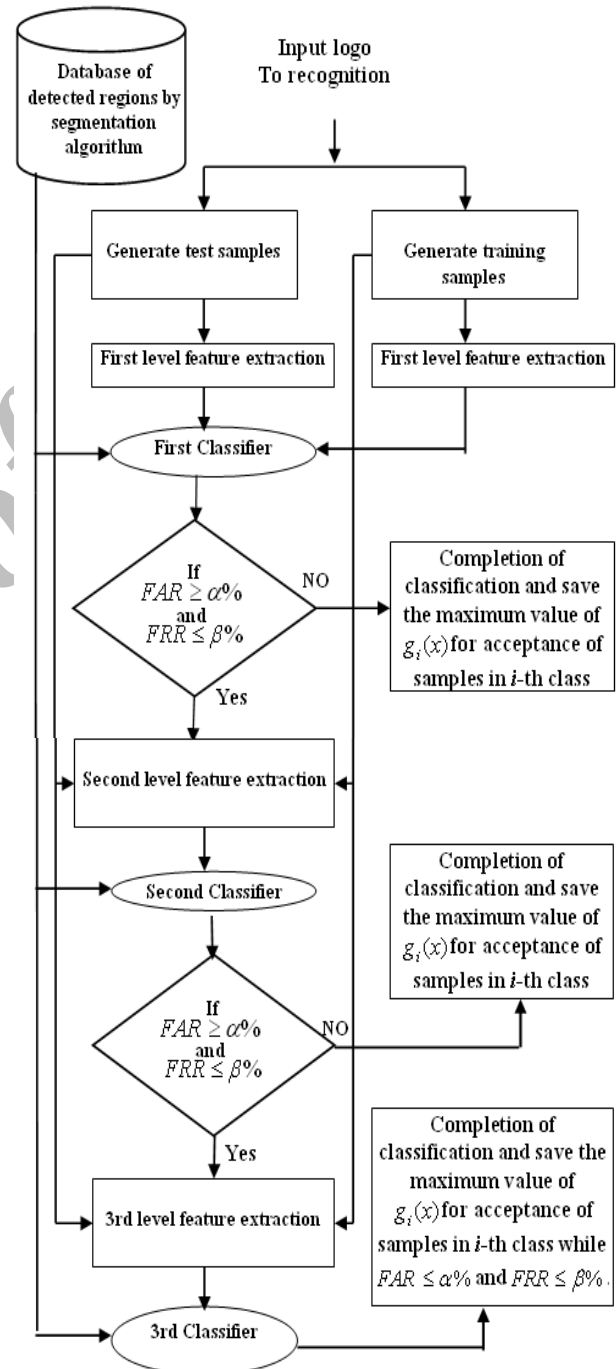 Database of
detected regions by
segmentation
algorithm
Input logo
To recognition
Generate test samples
Generate training
samples
First level feature extraction
First level feature extraction
First Classifier
If
FAR ≥ α%
and
FRR ≤ β%
NO
Yes
Completion of
classification and save
the maximum value of
gᵢ(x) for acceptance of
samples in i-th class
Second level feature extraction
Second Classifier
If
FAR ≥ α%
and
FRR ≤ β%
NO
Yes
Completion of
classification and save
the maximum value of
gᵢ(x) for acceptance of
samples in i-th class
3rd level feature extraction
3rd Classifier
Completion of
classification and save the
maximum value of
gᵢ(x) for acceptance of
samples in i-th class while
FAR ≤ α% and FRR ≤ β% .